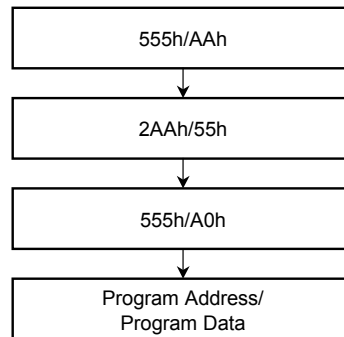 555h/AAh
2AAh/55h
555h/A0h
Program Address/
Program Data